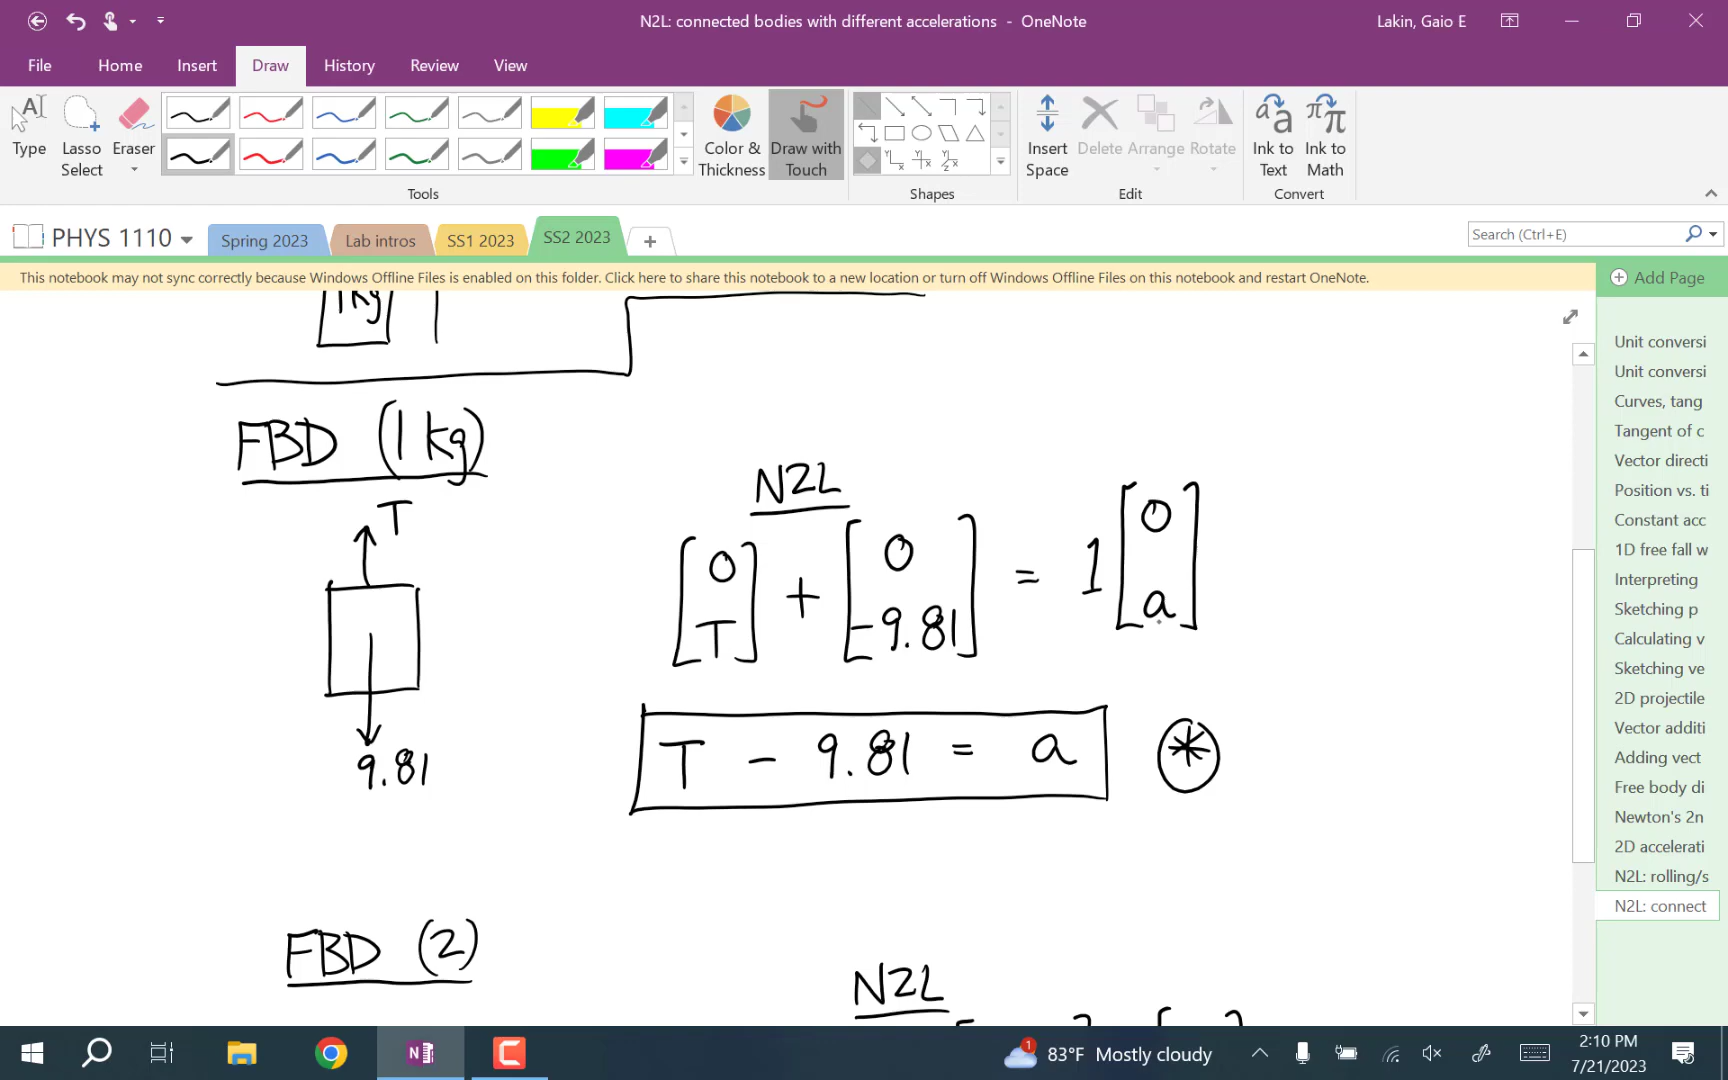 N2L: connected bodies with different accelerations - OneNote
Lakin, Gaio E
File Home Insert Draw History Review View
Type
Lasso Select
Eraser
Color & Thickness
Draw with Touch
Insert Space
Delete
Arrange
Rotate
Ink to Text
Ink to Math
Tools
Shapes
Edit
Convert
PHYS 1110
Spring 2023
Lab intros
SS1 2023
SS2 2023
Search (Ctrl+E)
This notebook may not sync correctly because Windows Offline Files is enabled on this folder. Click here to share this notebook to a new location or turn off Windows Offline Files on this notebook and restart OneNote.
Add Page
Unit conversi
Unit conversi
Curves, tang
Tangent of c
Vector directi
Position vs. ti
Constant acc
1D free fall w
Interpreting
Sketching p
Calculating v
Sketching ve
2D projectile
Vector additi
Adding vect
Free body di
Newton's 2n
2D accelerati
N2L: rolling/s
N2L: connect
1kg
FBD (1 kg)
T
9.81
N2L
[0 T] + [0 -9.81] = 1 [0 a]
T - 9.81 = a *
FBD (2)
N2L
1
83°F Mostly cloudy
2:10 PM
7/21/2023